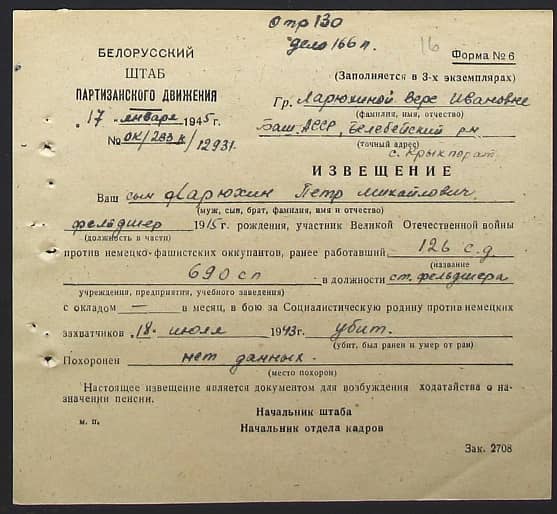 Отр 130
дело 166 п.
16
БЕЛОРУССКИЙ
ШТАБ
ПАРТИЗАНСКОГО ДВИЖЕНИЯ
17 января 1945 г.
№ ОК/283к/12931
Форма № 6
(Заполняется в 3-х экземплярах)
Гр. Ларюхиной Вере Ивановне
(фамилия, имя, отчество)
Баш. АССР, Белебейский рн.
(точный адрес)
ИЗВЕЩЕНИЕ
Ваш сын Ларюхин Петр Михайлович
(муж, сын, брат, фамилия, имя и отчество)
фельдшер 1915 г. рождения, участник Великой Отечественной войны
(должность в части)
против немецко-фашистских оккупантов, ранее работавший 126 с.д.
(название
690 сп в должности ст. фельдшера
учреждения, предприятия, учебного заведения)
с окладом — в месяц, в бою за Социалистическую родину против немецких
захватчиков 18 июля 1943 г. убит.
(убит, был ранен и умер от ран)
Похоронен нет данных.
(место похорон)
Настоящее извещение является документом для возбуждения ходатайства о на-
значении пенсии.
Начальник штаба
м. п.
Начальник отдела кадров
Зак. 2708